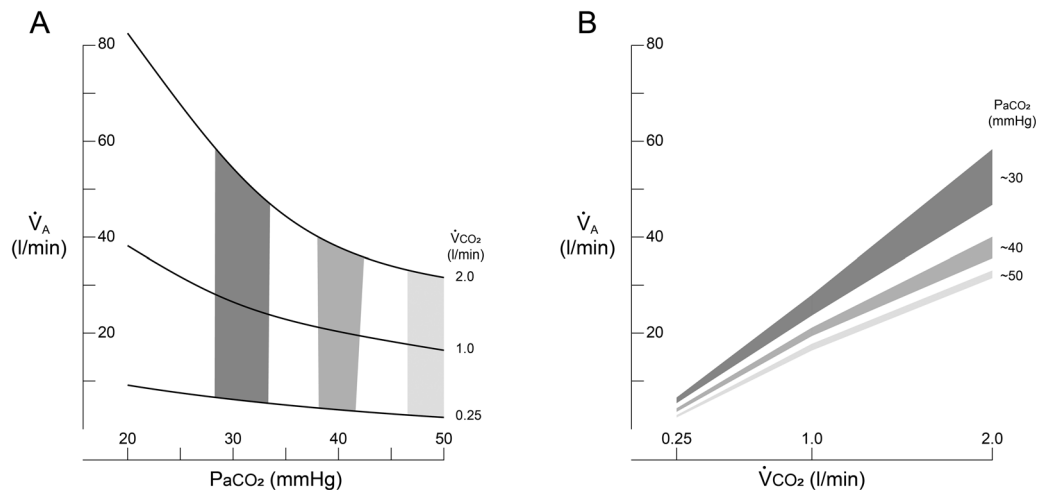 A
80
60
V̇A
(l/min)
40
20
V̇CO₂
(l/min)
2.0
1.0
0.25
20 30 40 50
PaCO₂ (mmHg)
B
80
60
V̇A
(l/min)
40
20
PaCO₂
(mmHg)
~30
~40
~50
0.25 1.0 2.0
V̇CO₂ (l/min)